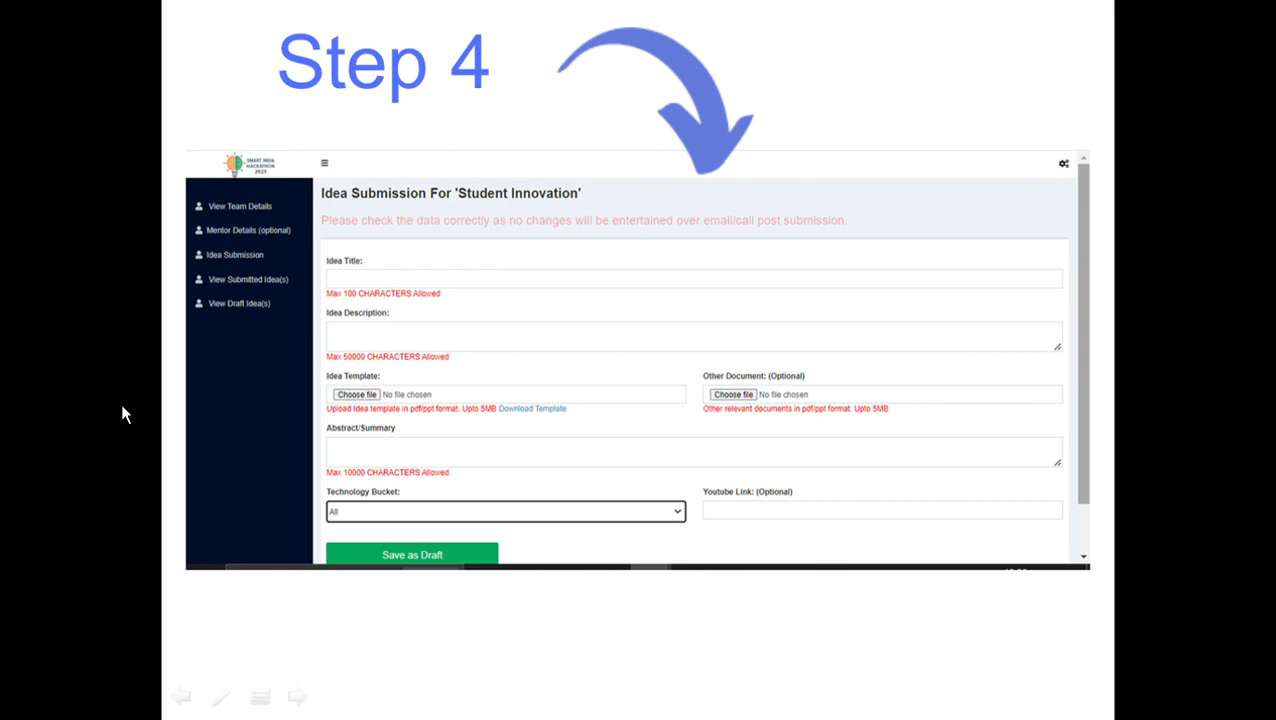 Step 4
SMART INDIA
HACKATHON
2023
View Team Details
Mentor Details (optional)
Idea Submission
View Submitted Idea(s)
View Draft Idea(s)
Idea Submission For 'Student Innovation'
Please check the data correctly as no changes will be entertained over email/call post submission.
Idea Title:
Max 100 CHARACTERS Allowed
Idea Description:
Max 50000 CHARACTERS Allowed
Idea Template:
Choose file No file chosen
Upload Idea template in pdf/ppt format. Upto 5MB Download Template
Other Document: (Optional)
Choose file No file chosen
Other relevant documents in pdf/ppt format. Upto 5MB
Abstract/Summary
Max 10000 CHARACTERS Allowed
Technology Bucket:
All
Youtube Link: (Optional)
Save as Draft